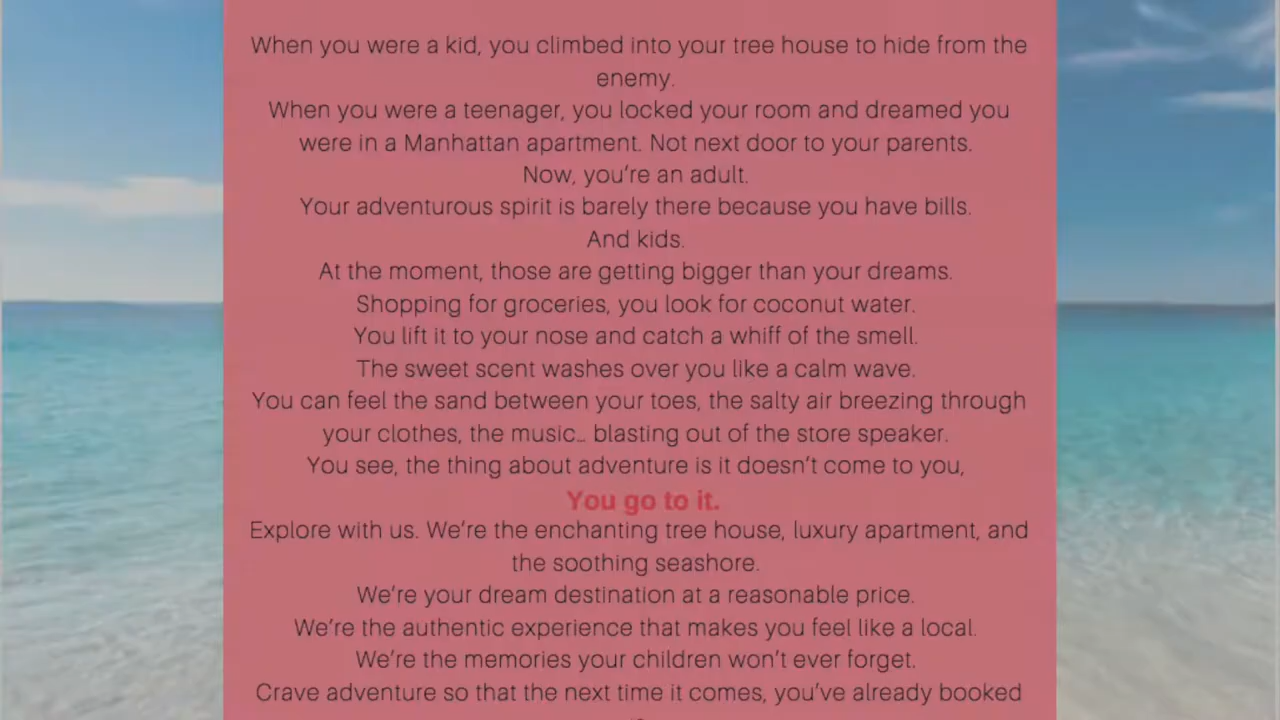 When you were a kid, you climbed into your tree house to hide from the
enemy.
When you were a teenager, you locked your room and dreamed you
were in a Manhattan apartment. Not next door to your parents.
Now, you're an adult.
Your adventurous spirit is barely there because you have bills.
And kids.
At the moment, those are getting bigger than your dreams.
Shopping for groceries, you look for coconut water.
You lift it to your nose and catch a whiff of the smell.
The sweet scent washes over you like a calm wave.
You can feel the sand between your toes, the salty air breezing through
your clothes, the music… blasting out of the store speaker.
You see, the thing about adventure is it doesn't come to you,
You go to it.
Explore with us. We're the enchanting tree house, luxury apartment, and
the soothing seashore.
We're your dream destination at a reasonable price.
We're the authentic experience that makes you feel like a local.
We're the memories your children won't ever forget.
Crave adventure so that the next time it comes, you've already booked